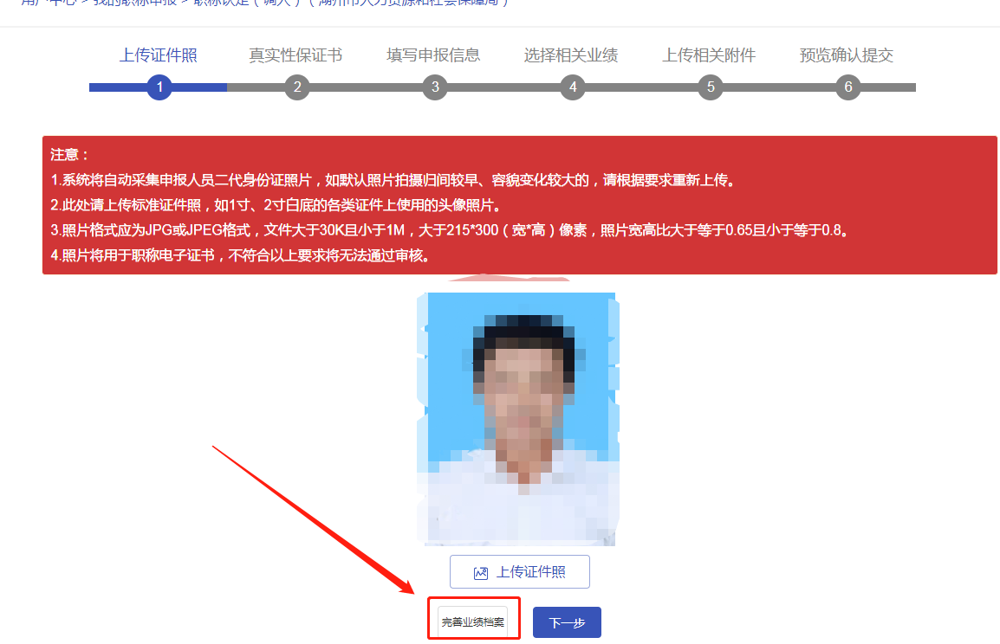 用户中心 > 我的职称申报 > 职称认定（调入）（湖州市人力资源和社会保障局）
上传证件照 真实性保证书 填写申报信息 选择相关业绩 上传相关附件 预览确认提交
1 2 3 4 5 6
注意：
1.系统将自动采集申报人员二代身份证照片，如默认照片拍摄归间较早、容貌变化较大的，请根据要求重新上传。
2.此处请上传标准证件照，如1寸、2寸白底的各类证件上使用的头像照片。
3.照片格式应为JPG或JPEG格式，文件大于30K且小于1M，大于215*300（宽*高）像素，照片宽高比大于等于0.65且小于等于0.8。
4.照片将用于职称电子证书，不符合以上要求将无法通过审核。
上传证件照
完善业绩档案 下一步